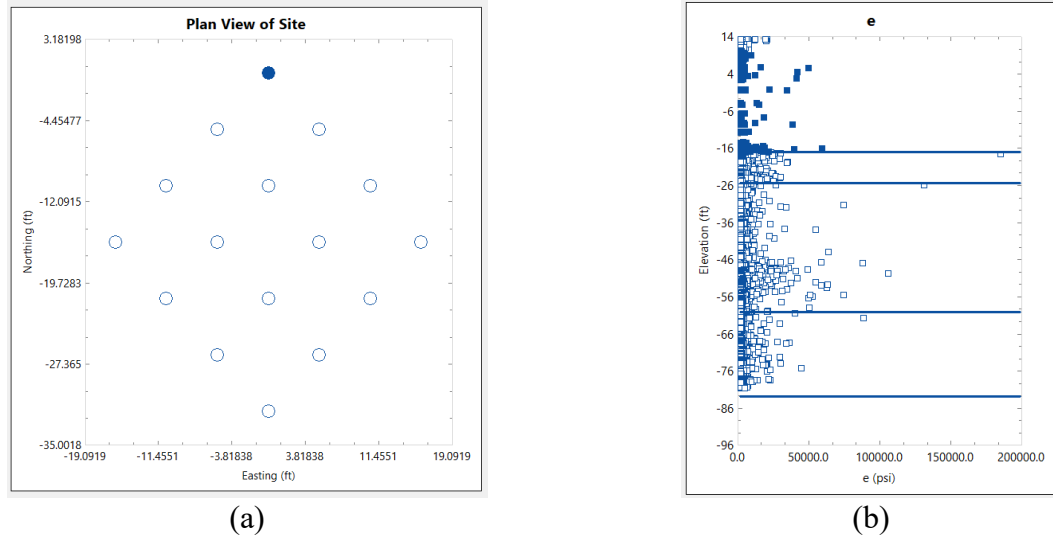 Plan View of Site
3.18198
-4.45477
-12.0915
-19.7283
-27.365
-35.0018
Northing (ft)
-19.0919 -11.4551 -3.81838 3.81838 11.4551 19.0919
Easting (ft)
(a)
e
14
4
-6
-16
-26
-36
-46
-56
-66
-76
-86
-96
Elevation (ft)
0.0 50000.0 100000.0 150000.0 200000.0
e (psi)
(b)